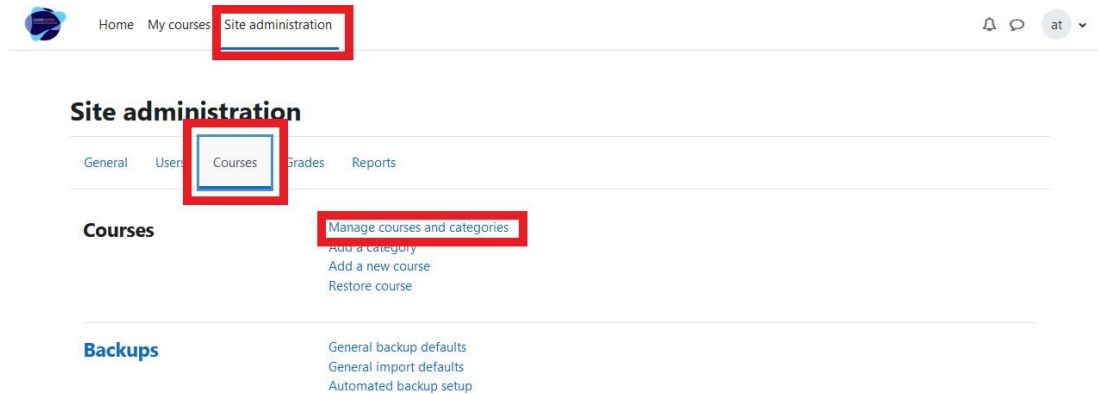 Home My courses Site administration at
Site administration
General Users Courses Grades Reports
Courses
Manage courses and categories
Add a category
Add a new course
Restore course
Backups
General backup defaults
General import defaults
Automated backup setup